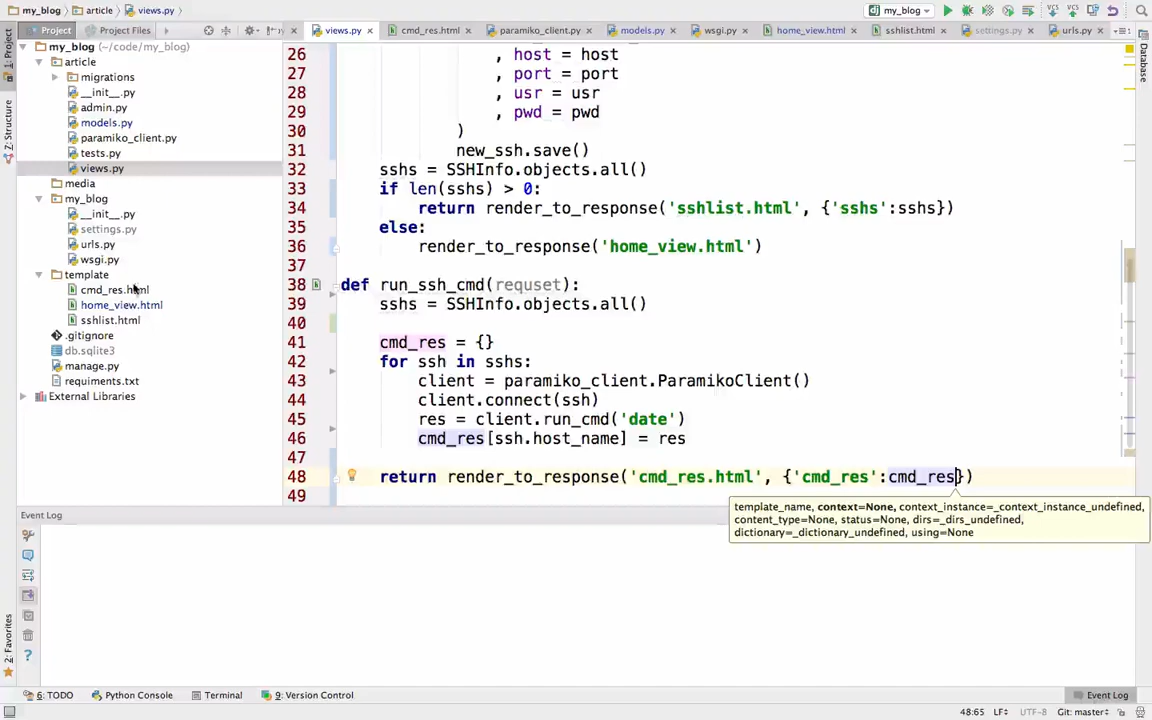 my_blog article views.py my_blog
Project Project Files views.py cmd_res.html paramiko_client.py models.py wsgi.py home_view.html sshlist.html settings.py urls.py
1: Project
Z: Structure
2: Favorites
Database
my_blog (~/code/my_blog)
article
migrations
__init__.py
admin.py
models.py
paramiko_client.py
tests.py
views.py
media
my_blog
__init__.py
settings.py
urls.py
wsgi.py
template
cmd_res.html
home_view.html
sshlist.html
.gitignore
db.sqlite3
manage.py
requiments.txt
External Libraries
26 , host = host
27 , port = port
28 , usr = usr
29 , pwd = pwd
30 )
31 new_ssh.save()
32 sshs = SSHInfo.objects.all()
33 if len(sshs) > 0:
34 return render_to_response('sshlist.html', {'sshs':sshs})
35 else:
36 render_to_response('home_view.html')
37
38 def run_ssh_cmd(requset):
39 sshs = SSHInfo.objects.all()
40
41 cmd_res = {}
42 for ssh in sshs:
43 client = paramiko_client.ParamikoClient()
44 client.connect(ssh)
45 res = client.run_cmd('date')
46 cmd_res[ssh.host_name] = res
47
48 return render_to_response('cmd_res.html', {'cmd_res':cmd_res})
49
template_name, context=None, context_instance=_context_instance_undefined,
content_type=None, status=None, dirs=_dirs_undefined,
dictionary=_dictionary_undefined, using=None
Event Log
6: TODO Python Console Terminal 9: Version Control Event Log
48:65 LF UTF-8 Git: master